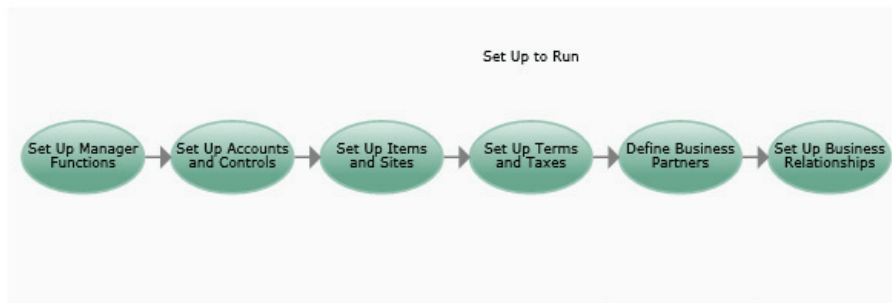 Set Up to Run
Set Up Manager
Functions
Set Up Accounts
and Controls
Set Up Items
and Sites
Set Up Terms
and Taxes
Define Business
Partners
Set Up Business
Relationships